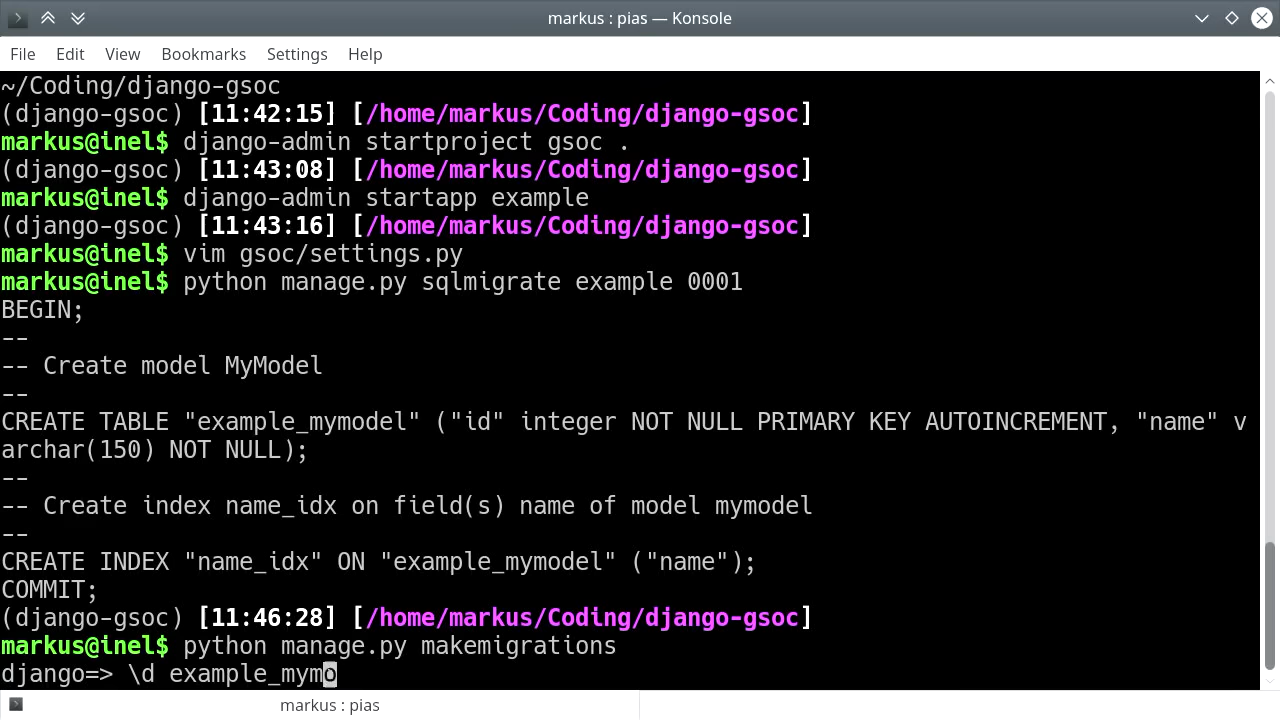 markus : pias — Konsole
File Edit View Bookmarks Settings Help
~/Coding/django-gsoc
(django-gsoc) [11:42:15] [/home/markus/Coding/django-gsoc]
markus@inel$ django-admin startproject gsoc .
(django-gsoc) [11:43:08] [/home/markus/Coding/django-gsoc]
markus@inel$ django-admin startapp example
(django-gsoc) [11:43:16] [/home/markus/Coding/django-gsoc]
markus@inel$ vim gsoc/settings.py
markus@inel$ python manage.py sqlmigrate example 0001
BEGIN;
--
-- Create model MyModel
--
CREATE TABLE "example_mymodel" ("id" integer NOT NULL PRIMARY KEY AUTOINCREMENT, "name" v
archar(150) NOT NULL);
--
-- Create index name_idx on field(s) name of model mymodel
--
CREATE INDEX "name_idx" ON "example_mymodel" ("name");
COMMIT;
(django-gsoc) [11:46:28] [/home/markus/Coding/django-gsoc]
markus@inel$ python manage.py makemigrations
django=> \d example_mymo
markus : pias